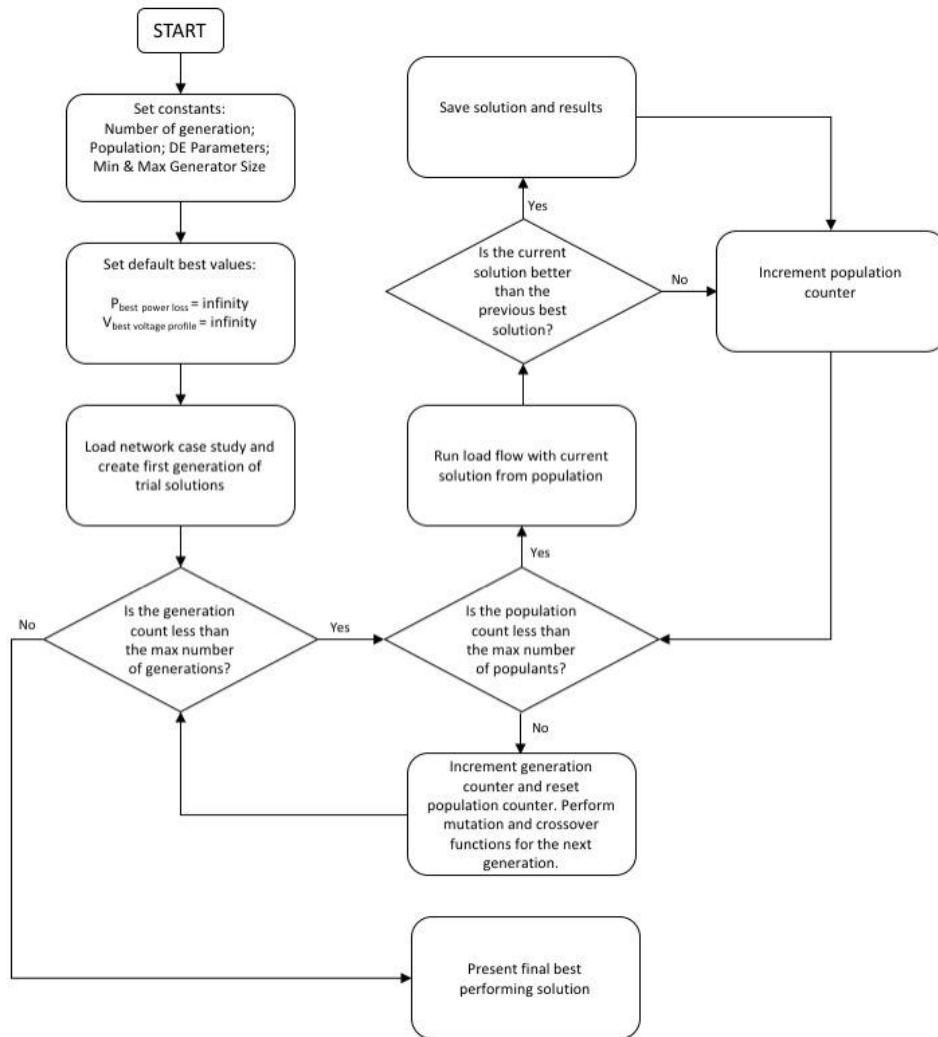 START
Set constants:
Number of generation;
Population; DE Parameters;
Min & Max Generator Size
Set default best values:
P best power loss = infinity
V best voltage profile = infinity
Load network case study and
create first generation of
trial solutions
Is the generation
count less than
the max number
of generations?
No
Yes
Is the population
count less than
the max number
of populants?
Yes
No
Run load flow with current
solution from population
Is the current
solution better
than the
previous best
solution?
Yes
No
Save solution and results
Increment population
counter
Increment generation
counter and reset
population counter. Perform
mutation and crossover
functions for the next
generation.
Present final best
performing solution